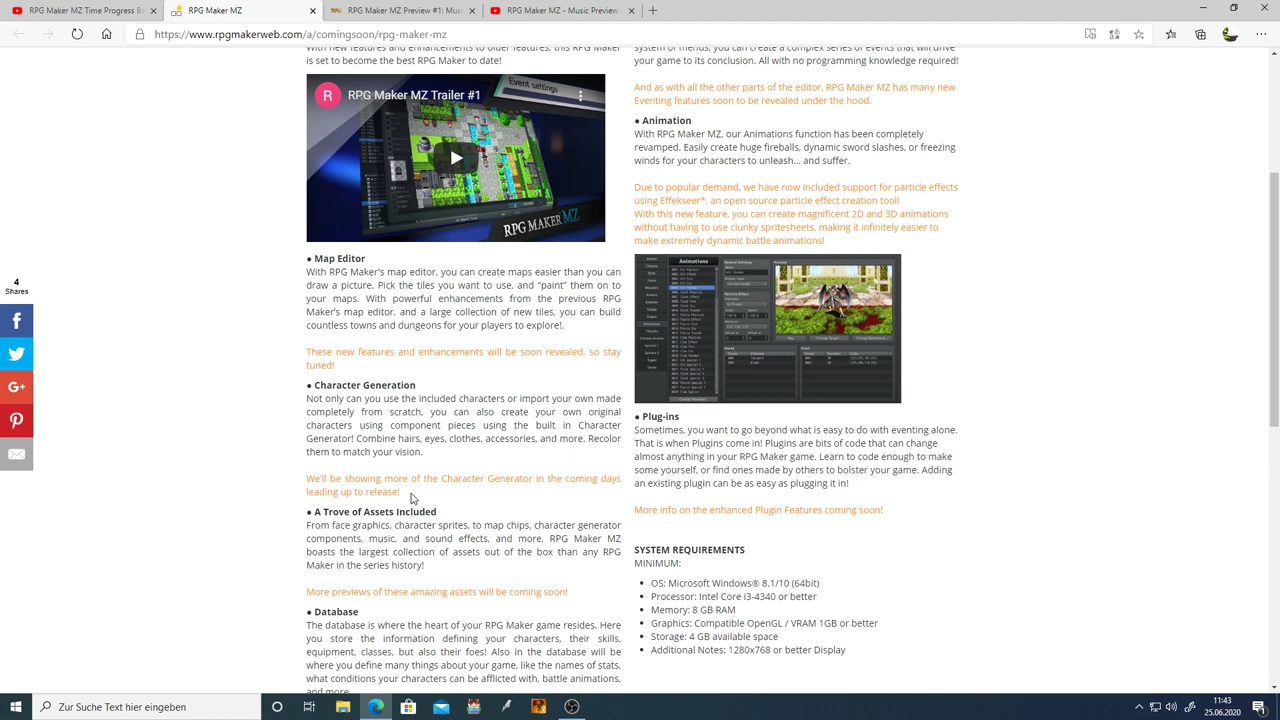 RPG Maker MZ Time Progress Ba
RPG Maker MZ
RPG Maker MZ Preview #1: Mus
RPG Maker MZ - Music Preview
https://www.rpgmakerweb.com/a/comingsoon/rpg-maker-mz
With new features and enhancements to older features, this RPG Maker
is set to become the best RPG Maker to date!
R
RPG Maker MZ Trailer #1
Event settings
RPG MAKER MZ
● Map Editor
With RPG Maker's map editor, you can create maps easier than you can
draw a picture. Pick the tiles you want to use, and "paint" them on to
your maps. With powerful enhancements from the previous RPG
Maker's map editor, and a large collection of new tiles, you can build
countless towns and dungeons for your players to explore!.
These new features and enhancements will be soon revealed, so stay
tuned!
● Character Generation
Not only can you use the included characters or import your own made
completely from scratch, you can also create your own original
characters using component pieces using the built in Character
Generator! Combine hairs, eyes, clothes, accessories, and more. Recolor
them to match your vision.
We'll be showing more of the Character Generator in the coming days
leading up to release!
● A Trove of Assets Included
From face graphics, character sprites, to map chips, character generator
components, music, and sound effects, and more, RPG Maker MZ
boasts the largest collection of assets out of the box than any RPG
Maker in the series history!
More previews of these amazing assets will be coming soon!
● Database
The database is where the heart of your RPG Maker game resides. Here
you store the information defining your characters, their skills,
equipment, classes, but also their foes! Also in the database will be
where you define many things about your game, like the names of stats,
what conditions your characters can be afflicted with, battle animations,
and more.
system of menus, you can create a complex series of events that will drive
your game to its conclusion. All with no programming knowledge required!
And as with all the other parts of the editor, RPG Maker MZ has many new
Eventing features soon to be revealed under the hood.
● Animation
With RPG Maker MZ, our Animations function has been completely
revamped. Easily create huge fireballs, dynamic sword slashes, or freezing
winds for your characters to unleash... and suffer.
Due to popular demand, we have now included support for particle effects
using Effekseer*, an open source particle effect creation tool!
With this new feature, you can create magnificent 2D and 3D animations
without having to use clunky spritesheets, making it infinitely easier to
make extremely dynamic battle animations!
Animations
General Settings
Preview
● Plug-ins
Sometimes, you want to go beyond what is easy to do with eventing alone.
That is when Plugins come in! Plugins are bits of code that can change
almost anything in your RPG Maker game. Learn to code enough to make
some yourself, or find ones made by others to bolster your game. Adding
an existing plugin can be as easy as plugging it in!
More info on the enhanced Plugin Features coming soon!
SYSTEM REQUIREMENTS
MINIMUM:
• OS: Microsoft Windows® 8.1/10 (64bit)
• Processor: Intel Core i3-4340 or better
• Memory: 8 GB RAM
• Graphics: Compatible OpenGL / VRAM 1GB or better
• Storage: 4 GB available space
• Additional Notes: 1280x768 or better Display
Shares
G+
Zur Suche Text hier eingeben
11:43
25.06.2020